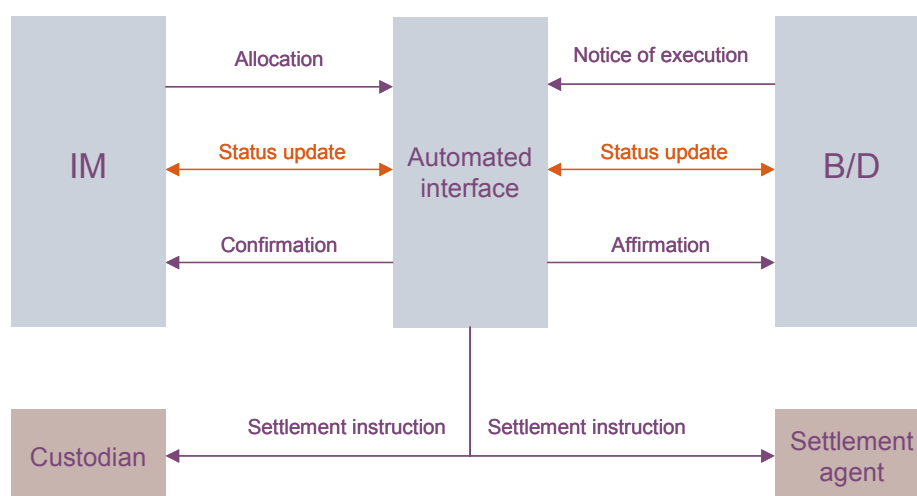 Allocation
Notice of execution
IM
Status update
Automated
interface
Status update
B/D
Confirmation
Affirmation
Settlement instruction
Settlement instruction
Custodian
Settlement
agent